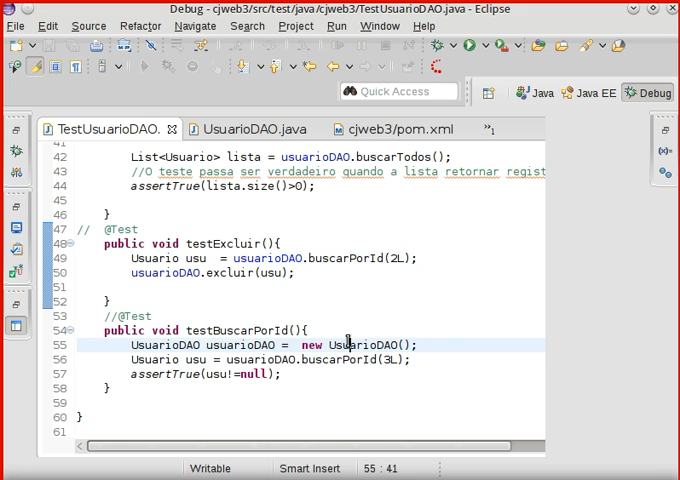 Debug - cjweb3/src/test/java/cjweb3/TestUsuarioDAO.java - Eclipse
File Edit Source Refactor Navigate Search Project Run Window Help
Quick Access Java Java EE Debug
TestUsuarioDAO. UsuarioDAO.java cjweb3/pom.xml »1
41
42 List<Usuario> lista = usuarioDAO.buscarTodos();
43 //O teste passa ser verdadeiro quando a lista retornar regist
44 assertTrue(lista.size()>0);
45
46 }
47 // @Test
48 public void testExcluir(){
49 Usuario usu = usuarioDAO.buscarPorId(2L);
50 usuarioDAO.excluir(usu);
51
52 }
53 //@Test
54 public void testBuscarPorId(){
55 UsuarioDAO usuarioDAO = new UsuarioDAO();
56 Usuario usu = usuarioDAO.buscarPorId(3L);
57 assertTrue(usu!=null);
58 }
59
60 }
61
Writable Smart Insert 55 : 41